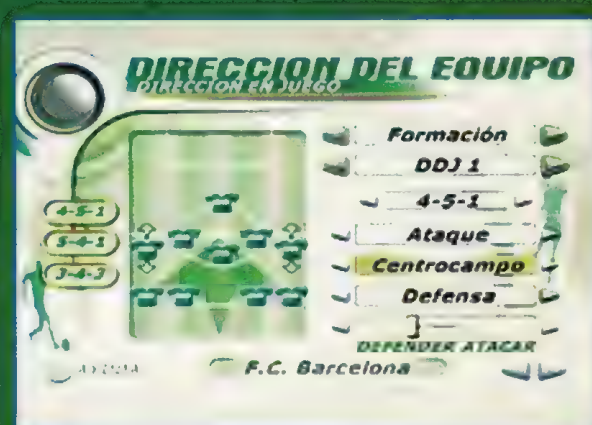 DIRECCION DEL EQUIPO
DIRECCION EN JUEGO
Formación
DDJ 1
4-5-1
4-5-1
5-4-1
3-4-3
Ataque
Centrocampo
Defensa
DEFENDER ATACAR
AYUDA
F.C. Barcelona